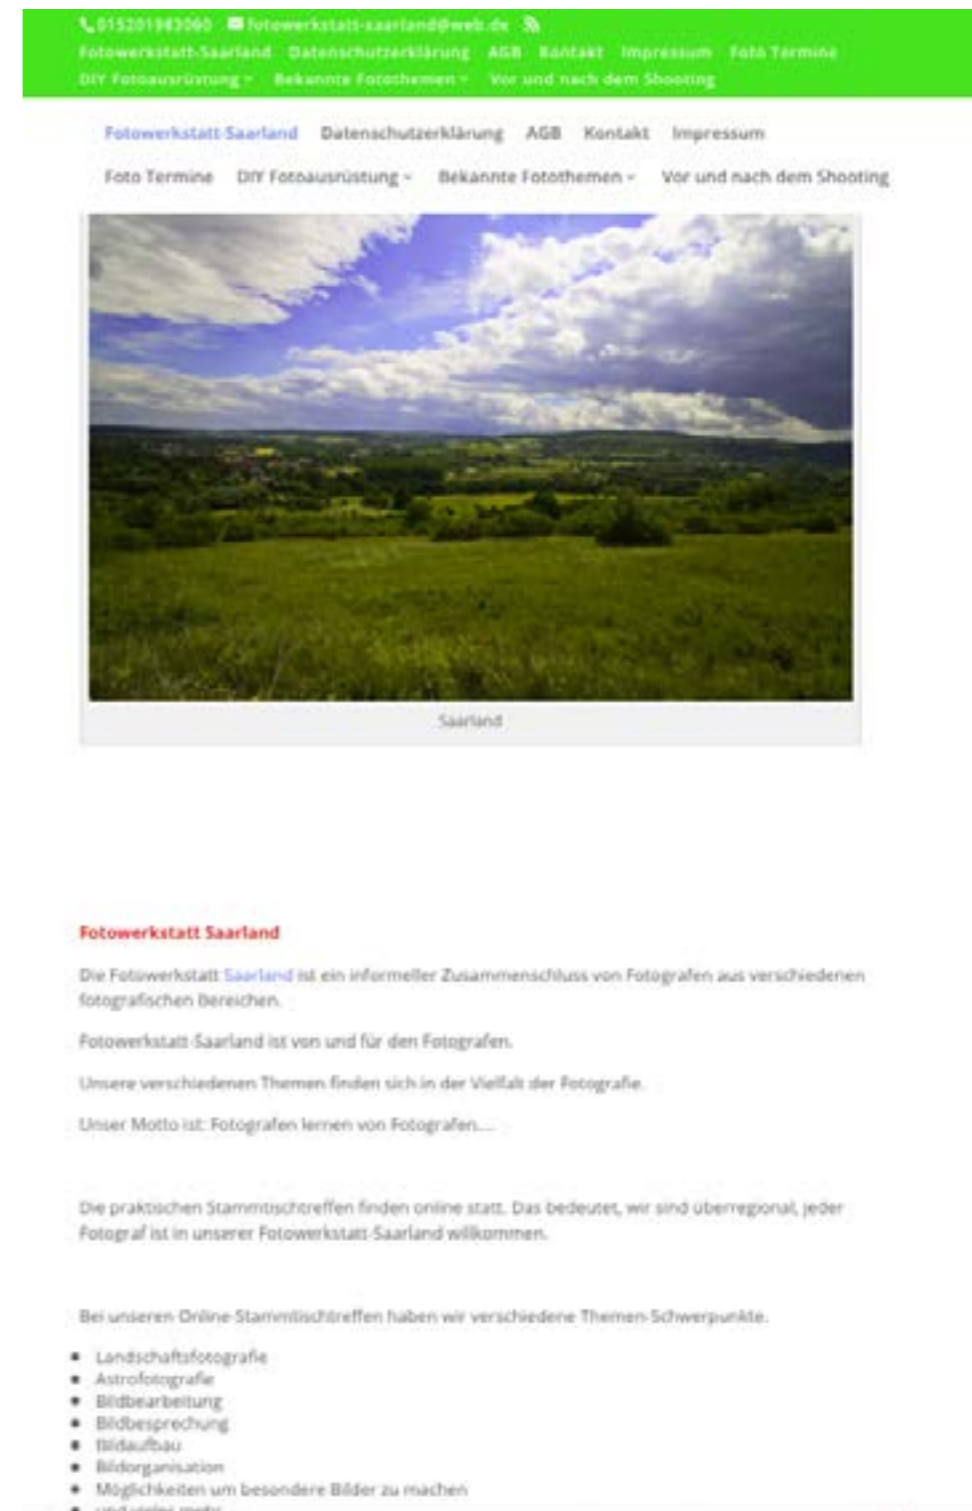 015201983060 fotowerkstatt-saarland@web.de
Fotowerkstatt-Saarland Datenschutzerklärung AGB Kontakt Impressum Foto Termine
DIY Fotoausrüstung Bekannte Fotothemen Vor und nach dem Shooting
Fotowerkstatt-Saarland Datenschutzerklärung AGB Kontakt Impressum
Foto Termine DIY Fotoausrüstung Bekannte Fotothemen Vor und nach dem Shooting
Saarland
Fotowerkstatt Saarland
Die Fotowerkstatt Saarland ist ein informeller Zusammenschluss von Fotografen aus verschiedenen
fotografischen Bereichen.
Fotowerkstatt-Saarland ist von und für den Fotografen.
Unsere verschiedenen Themen finden sich in der Vielfalt der Fotografie.
Unser Motto ist: Fotografen lernen von Fotografen....
Die praktischen Stammtischtreffen finden online statt. Das bedeutet, wir sind überregional, jeder
Fotograf ist in unserer Fotowerkstatt-Saarland willkommen.
Bei unseren Online-Stammtischtreffen haben wir verschiedene Themen-Schwerpunkte.
Landschaftsfotografie
Astrofotografie
Bildbearbeitung
Bildbesprechung
Bildaufbau
Bildorganisation
Möglichkeiten um besondere Bilder zu machen
und vieles mehr